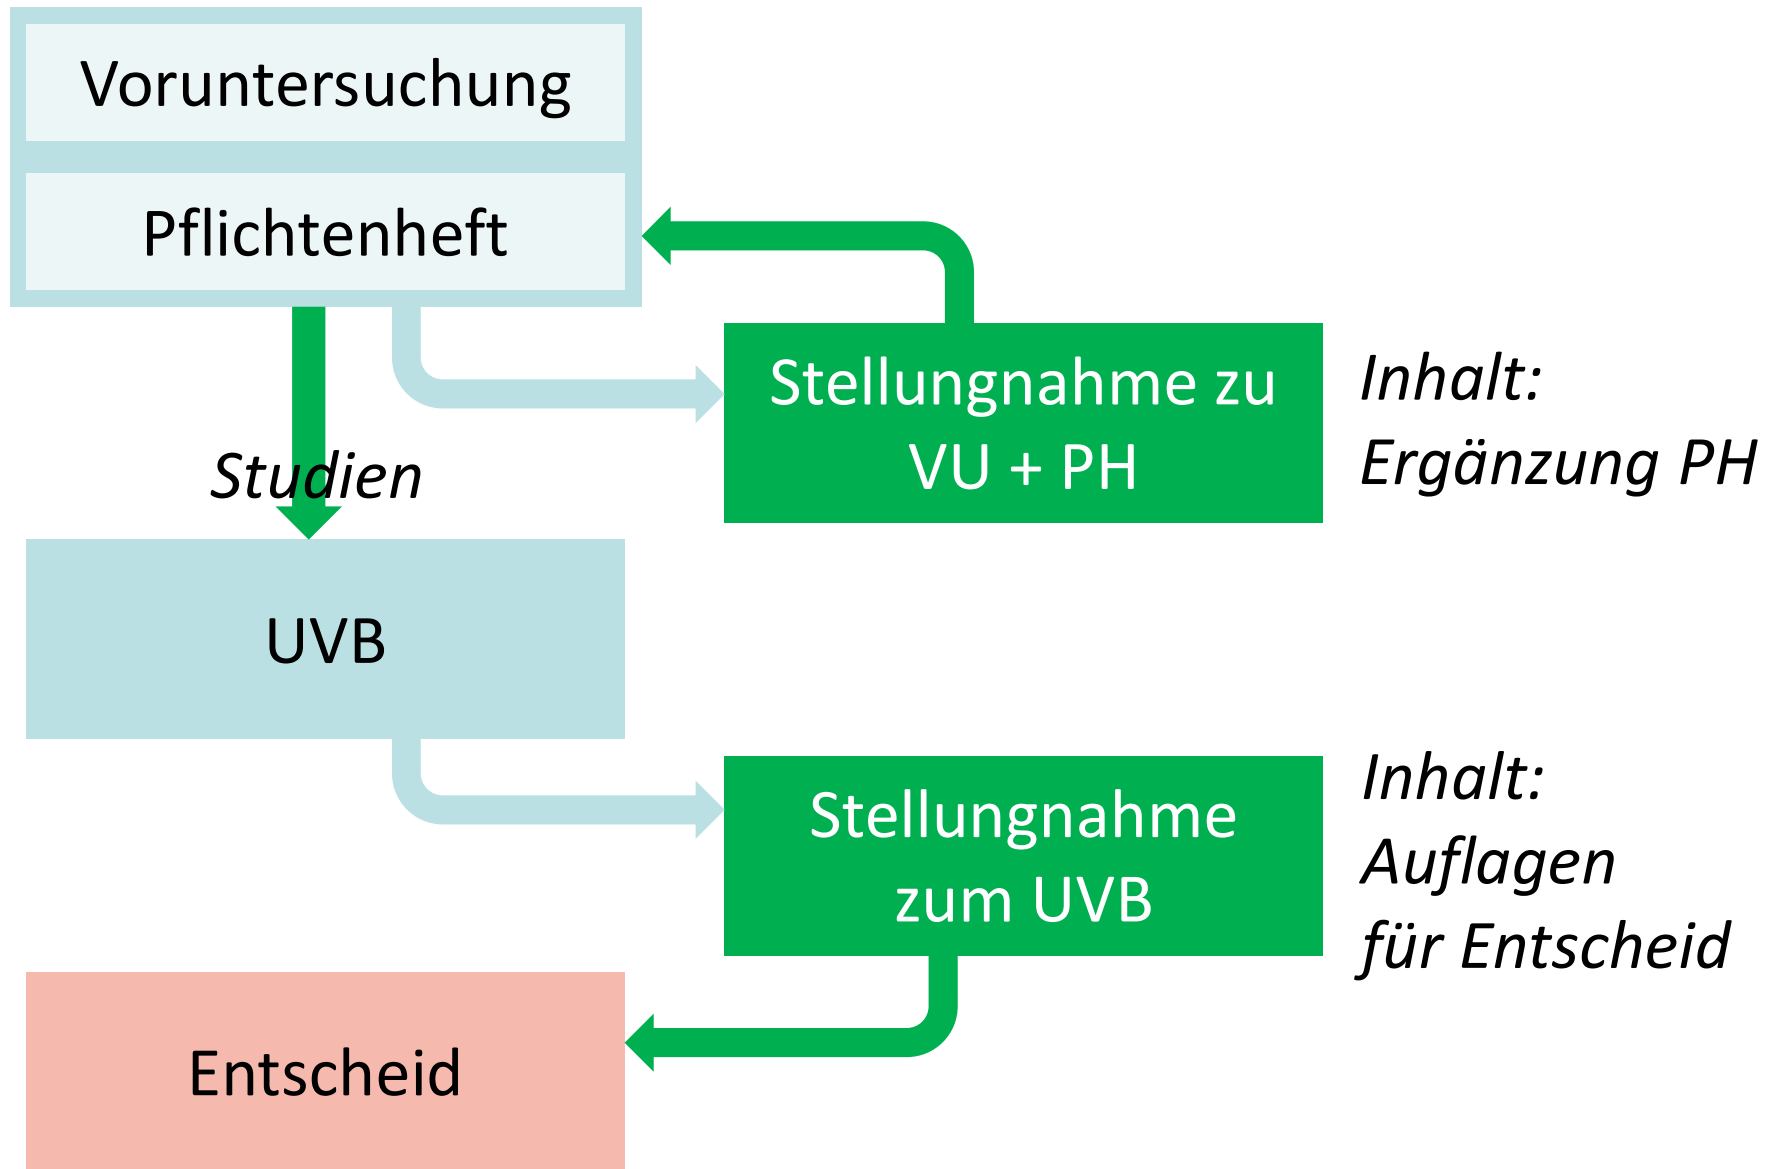 Voruntersuchung
Pflichtenheft
Stellungnahme zu
VU + PH
Inhalt:
Ergänzung PH
Studien
UVB
Stellungnahme
zum UVB
Inhalt:
Auflagen
für Entscheid
Entscheid